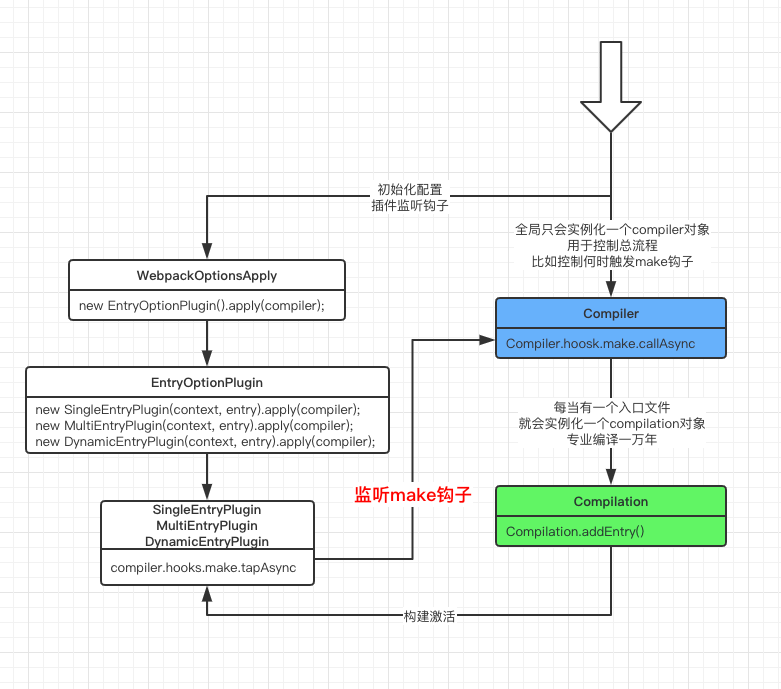 初始化配置
插件监听钩子
全局只会实例化一个compiler对象
用于控制总流程
比如控制何时触发make钩子
WebpackOptionsApply
new EntryOptionPlugin().apply(compiler);
Compiler
Compiler.hoosk.make.callAsync
EntryOptionPlugin
new SingleEntryPlugin(context, entry).apply(compiler);
new MultiEntryPlugin(context, entry).apply(compiler);
new DynamicEntryPlugin(context, entry).apply(compiler);
每当有一个入口文件
就会实例化一个compilation对象
专业编译一万年
监听make钩子
Compilation
Compilation.addEntry()
SingleEntryPlugin
MultiEntryPlugin
DynamicEntryPlugin
compiler.hooks.make.tapAsync
构建激活